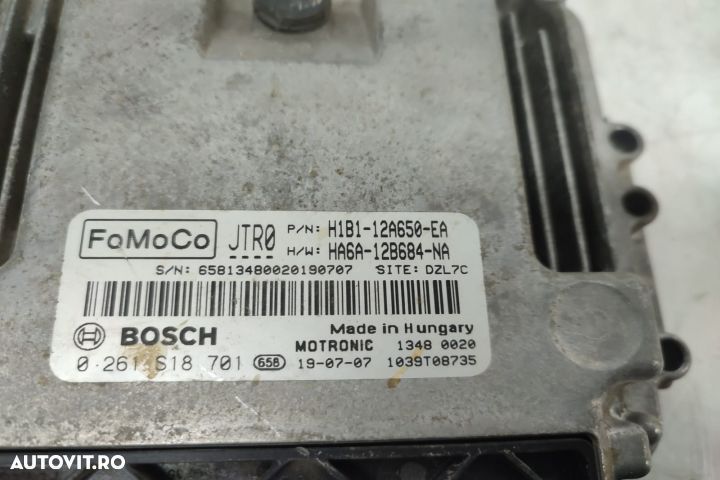 FoMoCo JTR0 P/N: H1B1-12A650-EA
H/W: HA6A-12B684-NA
S/N: 65813480020190707 SITE: DZL7C
BOSCH Made in Hungary
MOTRONIC 1348 0020
0 261 S18 701 658 19-07-07 1039T08735
AUTOVIT.RO